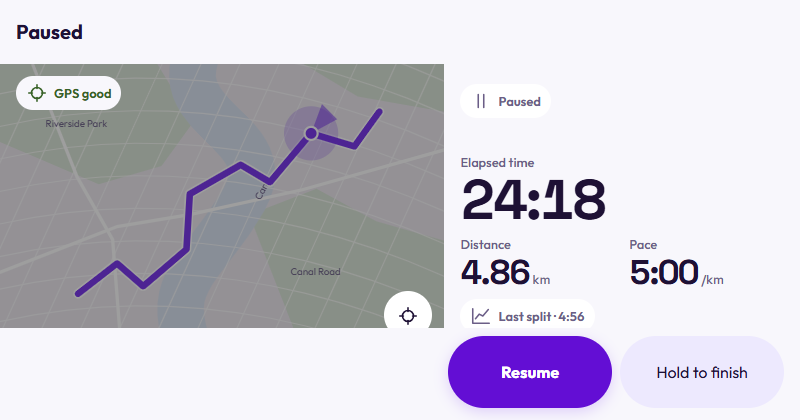 Paused
GPS good
Riverside Park
Canal Road
Paused
Elapsed time
24:18
Distance
4.86 km
Pace
5:00 /km
Last split · 4:56
Resume
Hold to finish